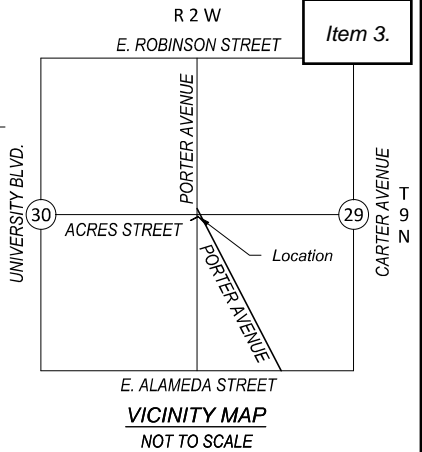 R 2 W
Item 3.
E. ROBINSON STREET
PORTER AVENUE
UNIVERSITY BLVD.
CARTER AVENUE
T
9
N
30
29
ACRES STREET
Location
PORTER AVENUE
E. ALAMEDA STREET
VICINITY MAP
NOT TO SCALE